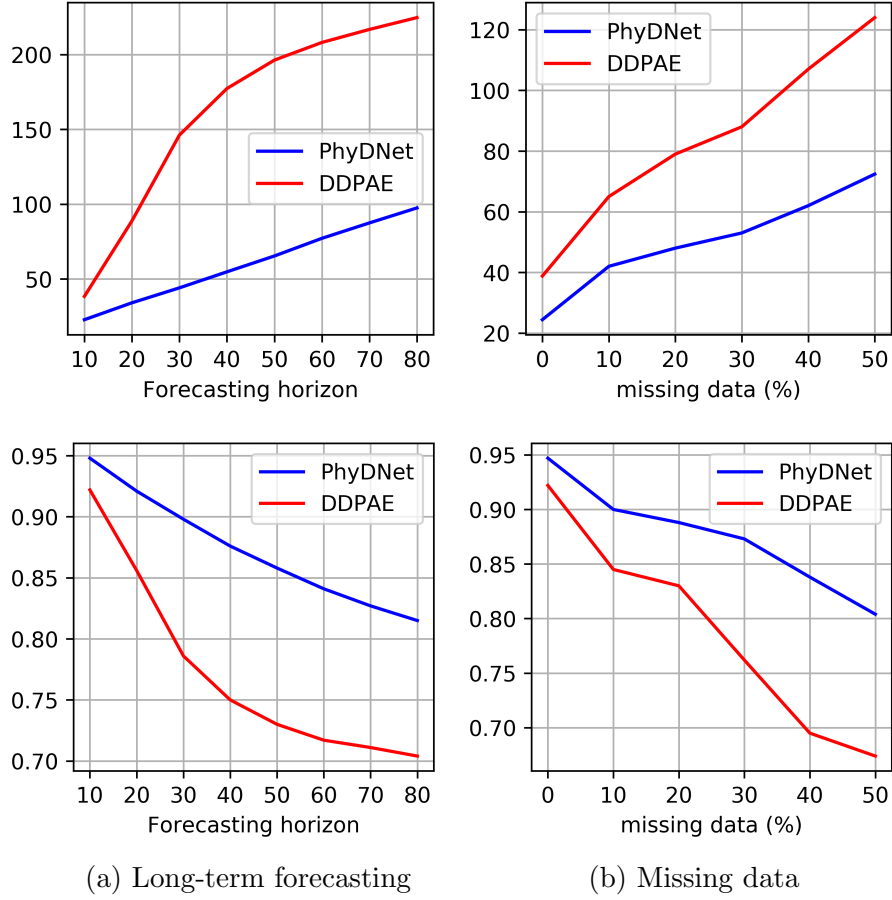 200
150
100
50
PhyDNet
DDPAE
10 20 30 40 50 60 70 80
Forecasting horizon
120
100
80
60
40
20
PhyDNet
DDPAE
0 10 20 30 40 50
missing data (%)
0.95
0.90
0.85
0.80
0.75
0.70
PhyDNet
DDPAE
10 20 30 40 50 60 70 80
Forecasting horizon
0.95
0.90
0.85
0.80
0.75
0.70
PhyDNet
DDPAE
0 10 20 30 40 50
missing data (%)
(a) Long-term forecasting
(b) Missing data